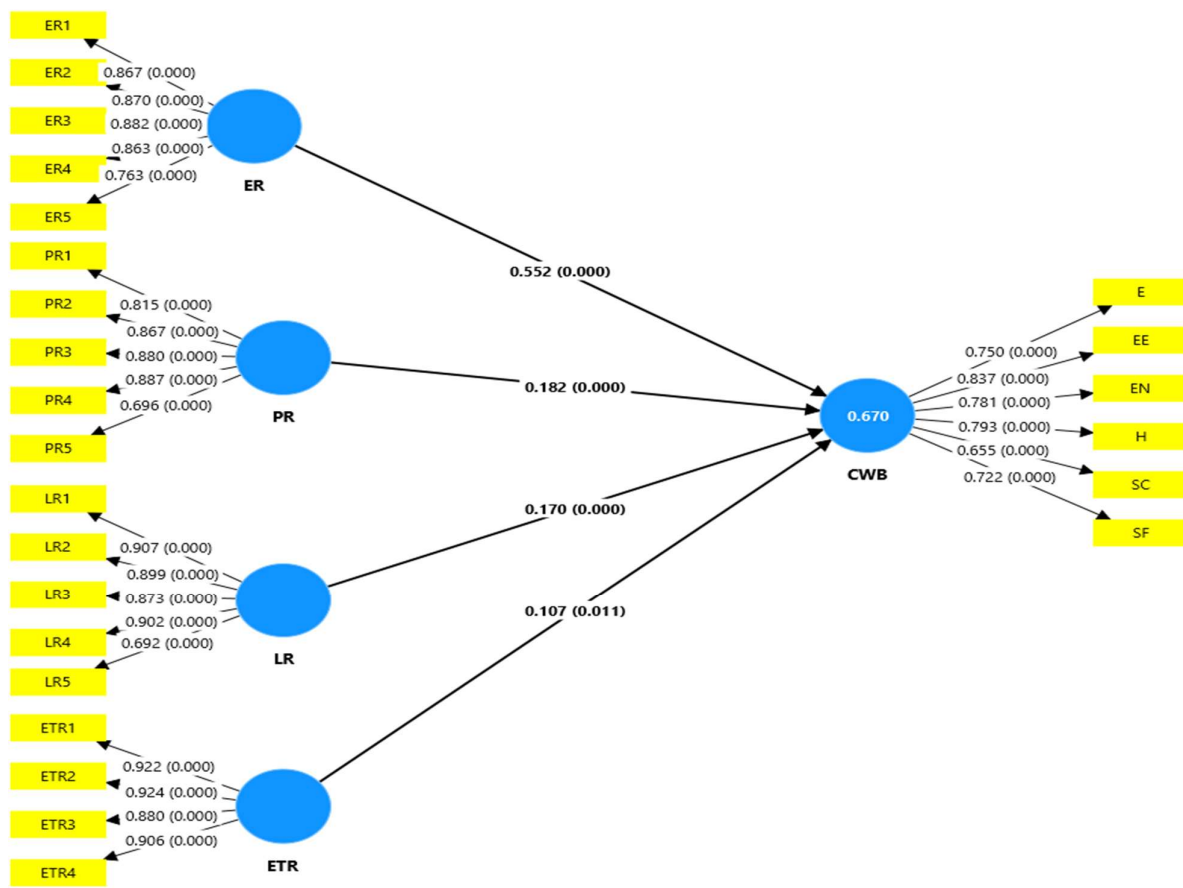 ER1
0.867 (0.000)
ER2
0.870 (0.000)
ER3
0.882 (0.000)
ER4
0.863 (0.000)
ER5
0.763 (0.000)
ER
PR1
0.815 (0.000)
PR2
0.867 (0.000)
PR3
0.880 (0.000)
PR4
0.887 (0.000)
PR5
0.696 (0.000)
PR
LR1
0.907 (0.000)
LR2
0.899 (0.000)
LR3
0.873 (0.000)
LR4
0.902 (0.000)
LR5
0.692 (0.000)
LR
ETR1
0.922 (0.000)
ETR2
0.924 (0.000)
ETR3
0.880 (0.000)
ETR4
0.906 (0.000)
ETR
0.552 (0.000)
0.182 (0.000)
0.170 (0.000)
0.107 (0.011)
0.670
CWB
0.750 (0.000)
E
0.837 (0.000)
EE
0.781 (0.000)
EN
0.793 (0.000)
H
0.655 (0.000)
SC
0.722 (0.000)
SF